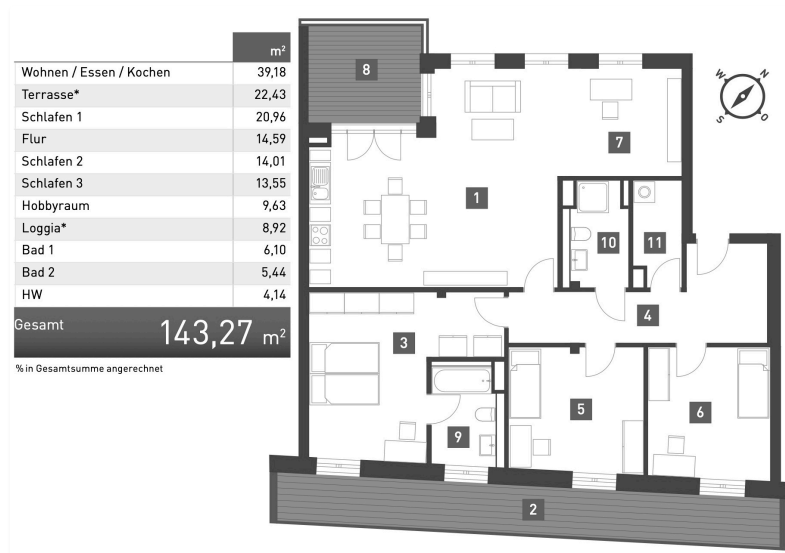 m²
Wohnen / Essen / Kochen 39,18
Terrasse* 22,43
Schlafen 1 20,96
Flur 14,59
Schlafen 2 14,01
Schlafen 3 13,55
Hobbyraum 9,63
Loggia* 8,92
Bad 1 6,10
Bad 2 5,44
HW 4,14
Gesamt 143,27 m²
% in Gesamtsumme angerechnet
8
7
1
10
11
4
3
5
6
9
2
W N
S O